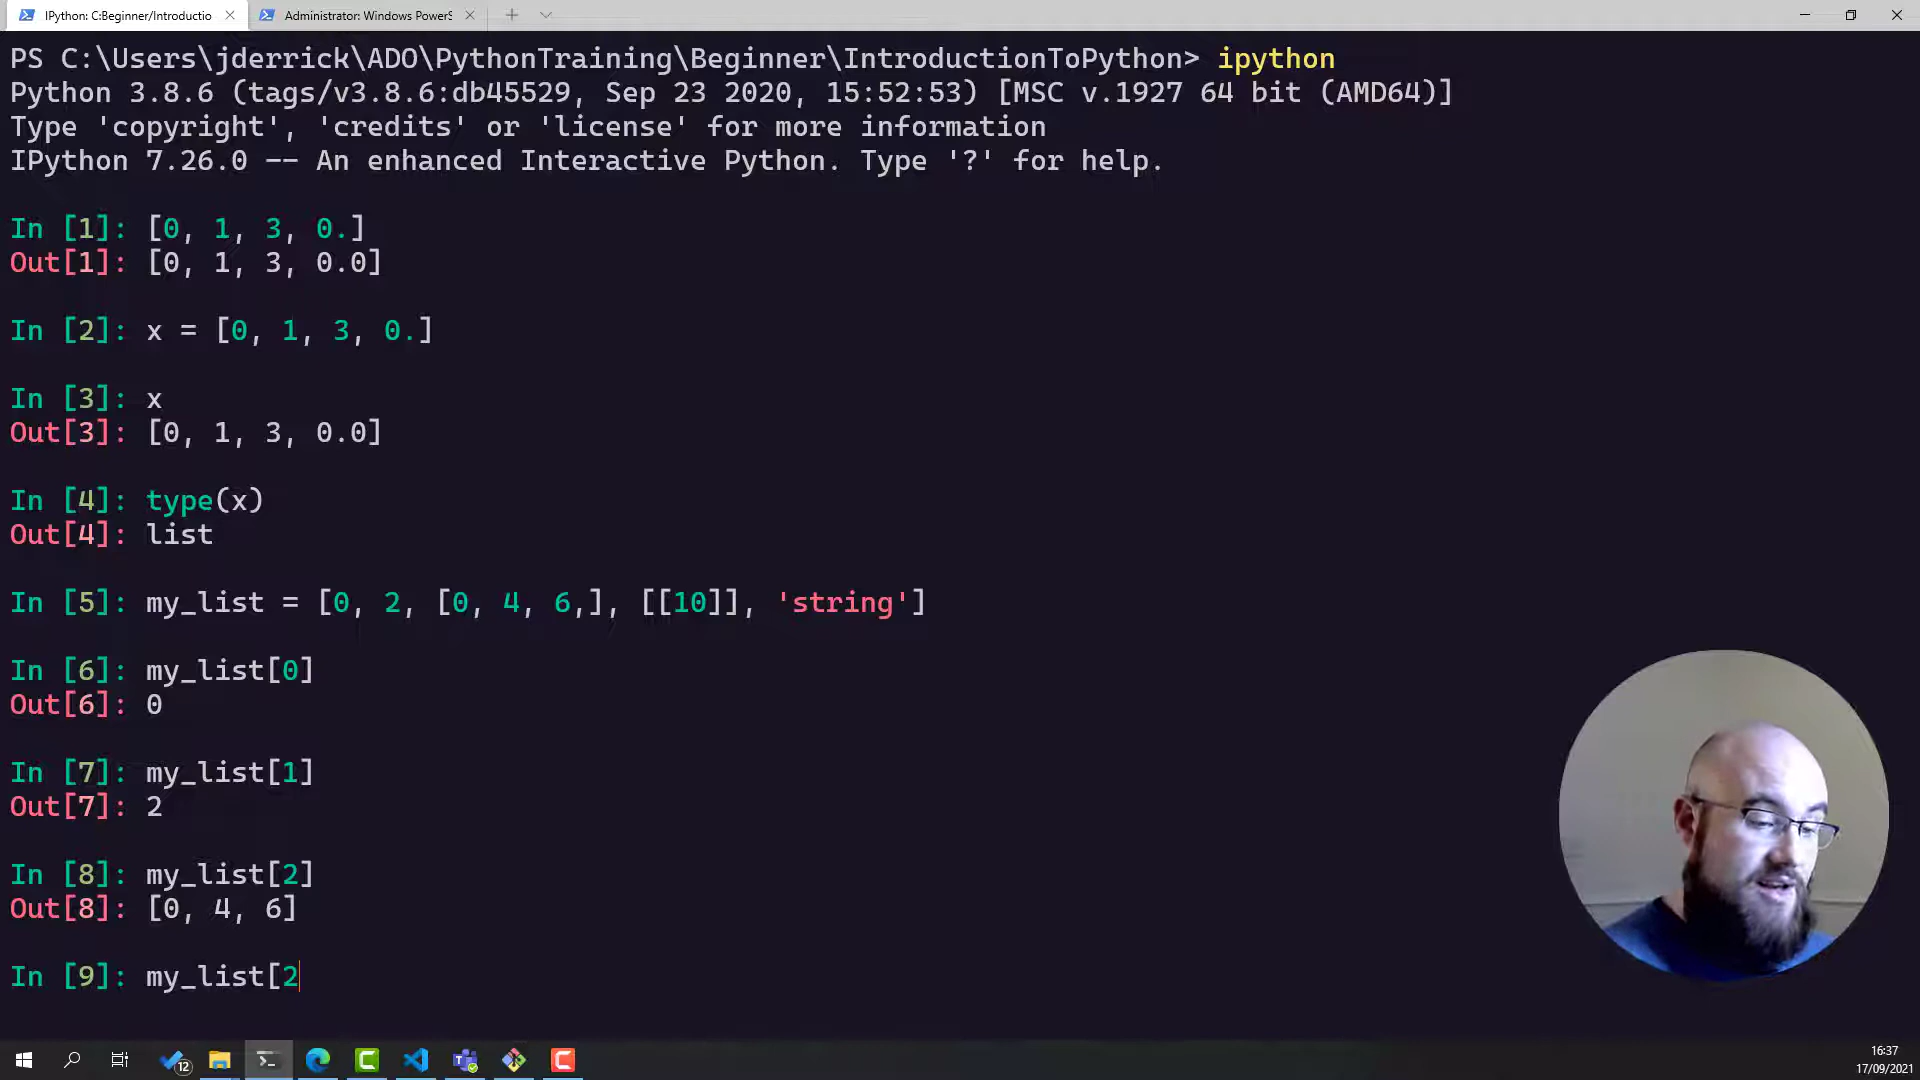 IPython: C:Beginner/Introductio
Administrator: Windows PowerS
PS C:\Users\jderrick\ADO\PythonTraining\Beginner\IntroductionToPython> ipython
Python 3.8.6 (tags/v3.8.6:db45529, Sep 23 2020, 15:52:53) [MSC v.1927 64 bit (AMD64)]
Type 'copyright', 'credits' or 'license' for more information
IPython 7.26.0 -- An enhanced Interactive Python. Type '?' for help.
In [1]: [0, 1, 3, 0.]
Out[1]: [0, 1, 3, 0.0]
In [2]: x = [0, 1, 3, 0.]
In [3]: x
Out[3]: [0, 1, 3, 0.0]
In [4]: type(x)
Out[4]: list
In [5]: my_list = [0, 2, [0, 4, 6,], [[10]], 'string']
In [6]: my_list[0]
Out[6]: 0
In [7]: my_list[1]
Out[7]: 2
In [8]: my_list[2]
Out[8]: [0, 4, 6]
In [9]: my_list[2
12
16:37
17/09/2021